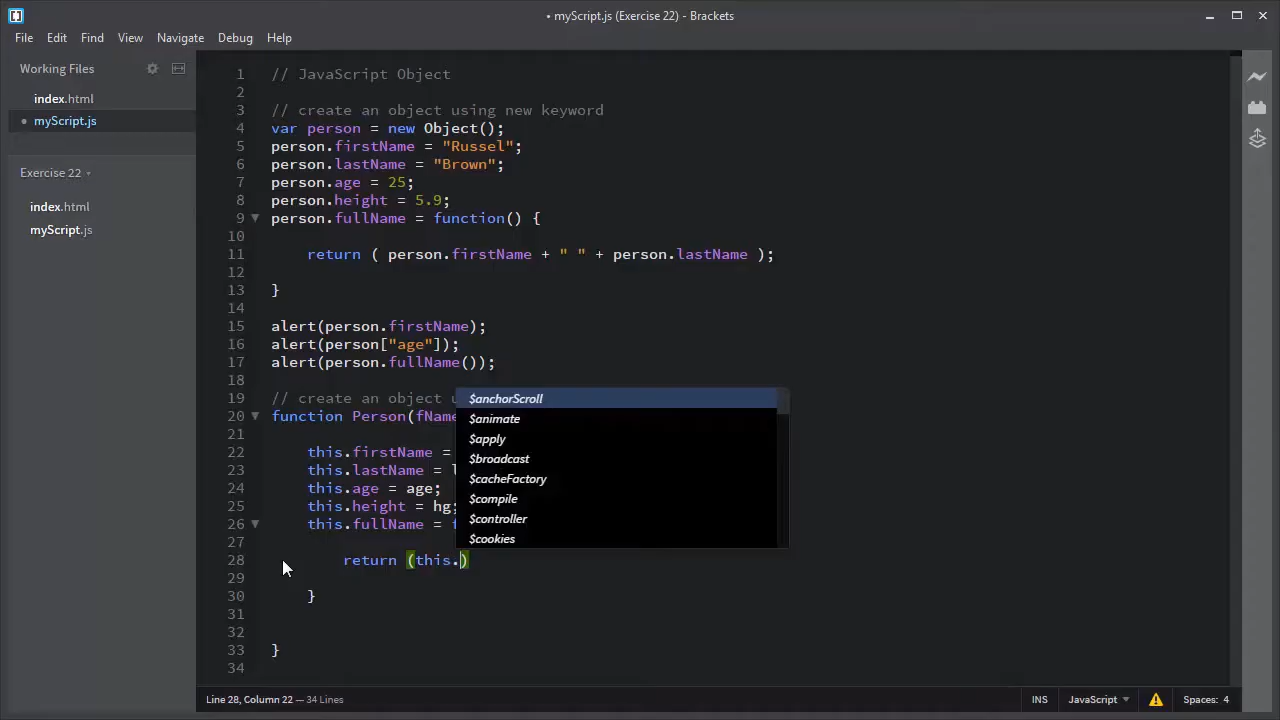 • myScript.js (Exercise 22) - Brackets
File Edit Find View Navigate Debug Help
Working Files
index.html
• myScript.js
Exercise 22
index.html
myScript.js
1 // JavaScript Object
2
3 // create an object using new keyword
4 var person = new Object();
5 person.firstName = "Russel";
6 person.lastName = "Brown";
7 person.age = 25;
8 person.height = 5.9;
9 person.fullName = function() {
10
11 return ( person.firstName + " " + person.lastName );
12
13 }
14
15 alert(person.firstName);
16 alert(person["age"]);
17 alert(person.fullName());
18
19 // create an object u
20 function Person(fName
21
22 this.firstName =
23 this.lastName = l
24 this.age = age;
25 this.height = hg;
26 this.fullName = f
27
28 return (this.)
29
30 }
31
32
33 }
34
$anchorScroll
$animate
$apply
$broadcast
$cacheFactory
$compile
$controller
$cookies
Line 28, Column 22 — 34 Lines
INS JavaScript Spaces: 4